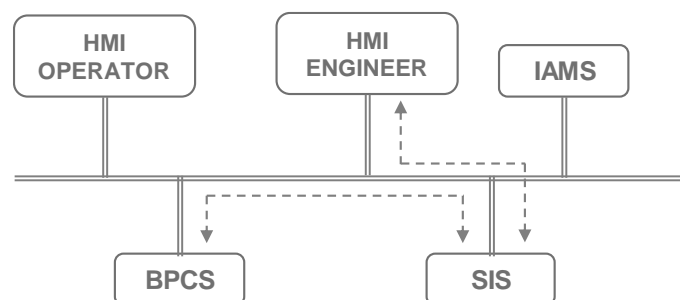 HMI
OPERATOR
HMI
ENGINEER
IAMS
BPCS
SIS